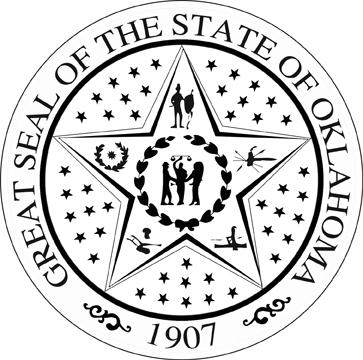 GREAT SEAL OF THE STATE OF OKLAHOMA
1907